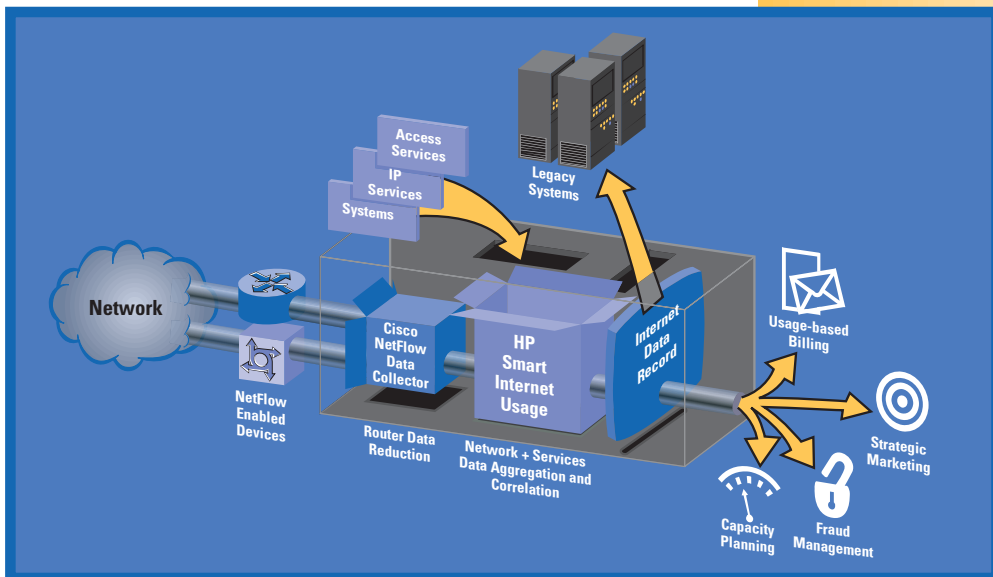 Access
Services
IP
Services
Systems
Legacy
Systems
Network
NetFlow
Enabled
Devices
Cisco
NetFlow
Data
Collector
Router Data
Reduction
HP
Smart
Internet
Usage
Network + Services
Data Aggregation and
Correlation
Internet
Data
Record
Usage-based
Billing
Strategic
Marketing
Capacity
Planning
Fraud
Management